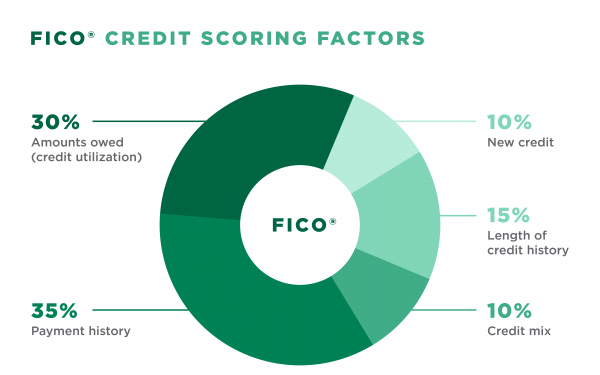 FICO® CREDIT SCORING FACTORS
30%
Amounts owed
(credit utilization)
10%
New credit
FICO®
15%
Length of
credit history
35%
Payment history
10%
Credit mix